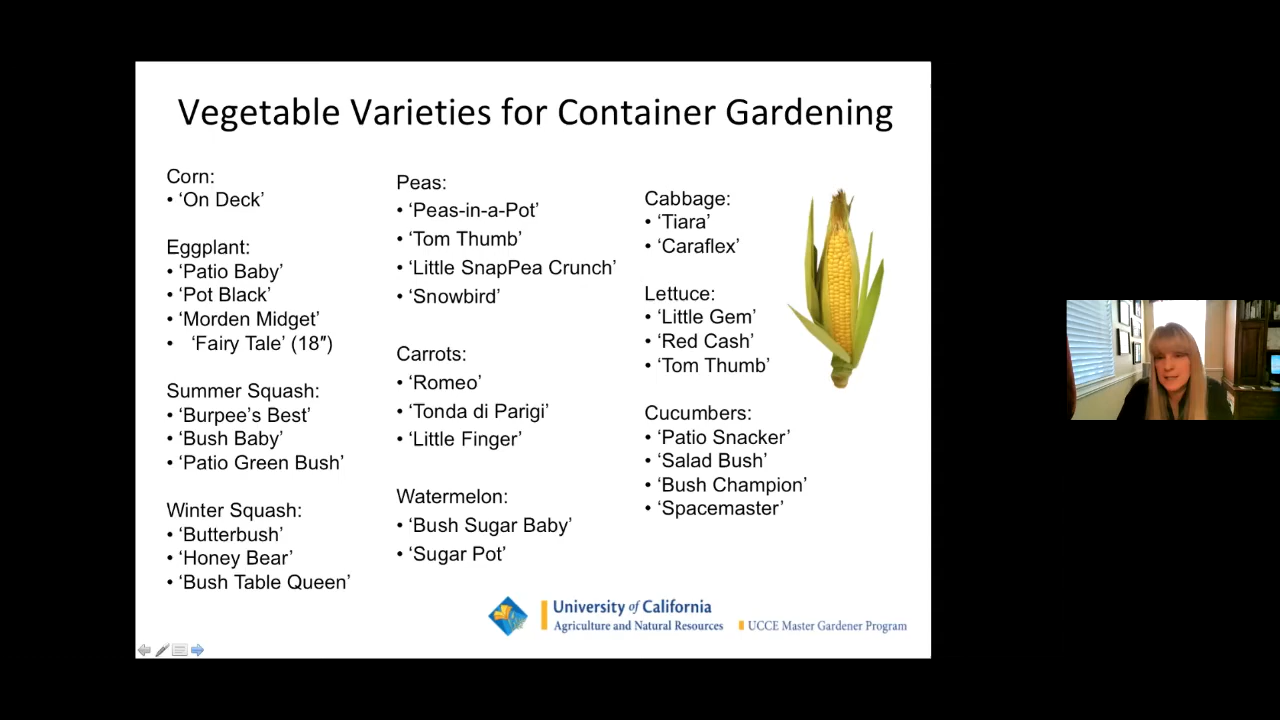 Vegetable Varieties for Container Gardening
Corn:
• ‘On Deck’
Eggplant:
• ‘Patio Baby’
• ‘Pot Black’
• ‘Morden Midget’
• ‘Fairy Tale’ (18″)
Summer Squash:
• ‘Burpee’s Best’
• ‘Bush Baby’
• ‘Patio Green Bush’
Winter Squash:
• ‘Butterbush’
• ‘Honey Bear’
• ‘Bush Table Queen’
Peas:
• ‘Peas-in-a-Pot’
• ‘Tom Thumb’
• ‘Little SnapPea Crunch’
• ‘Snowbird’
Carrots:
• ‘Romeo’
• ‘Tonda di Parigi’
• ‘Little Finger’
Watermelon:
• ‘Bush Sugar Baby’
• ‘Sugar Pot’
Cabbage:
• ‘Tiara’
• ‘Caraflex’
Lettuce:
• ‘Little Gem’
• ‘Red Cash’
• ‘Tom Thumb’
Cucumbers:
• ‘Patio Snacker’
• ‘Salad Bush’
• ‘Bush Champion’
• ‘Spacemaster’
University of California
Agriculture and Natural Resources
UCCE Master Gardener Program